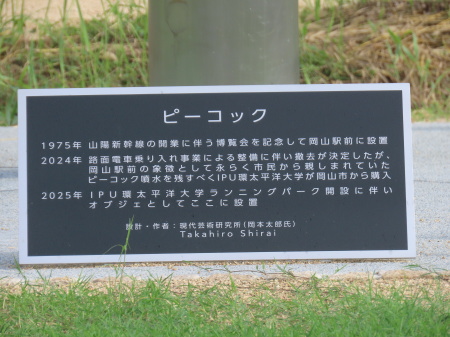 ピーコック
1975年 山陽新幹線の開業に伴う博覧会を記念して岡山駅前に設置
2024年 路面電車乗り入れ事業による整備に伴い撤去が決定したが、
岡山駅前の象徴として永らく市民から親しまれていた
ピーコック噴水を残すべくIPU環太平洋大学が岡山市から購入
2025年 IPU環太平洋大学ランニングパーク開設に伴い
オブジェとしてここに設置
設計・作者：現代芸術研究所(岡本太郎氏)
Takahiro Shirai